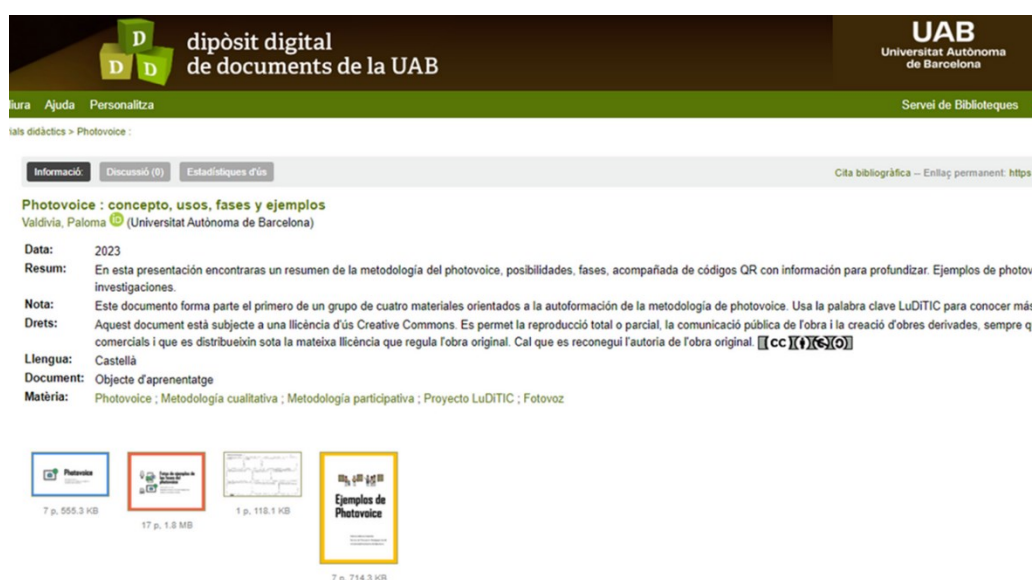 D D D
dipòsit digital
de documents de la UAB
UAB
Universitat Autònoma
de Barcelona
liura Ajuda Personalitza Servei de Biblioteques
ials didàctics > Photovoice :
Informació: Discussió (0) Estadístiques d'ús Cita bibliogràfica – Enllaç permanent: https
Photovoice : concepto, usos, fases y ejemplos
Valdivia, Paloma iD (Universitat Autònoma de Barcelona)
Data: 2023
Resum: En esta presentación encontraras un resumen de la metodología del photovoice, posibilidades, fases, acompañada de códigos QR con información para profundizar. Ejemplos de photov
investigaciones.
Nota: Este documento forma parte el primero de un grupo de cuatro materiales orientados a la autoformación de la metodología de photovoice. Usa la palabra clave LuDiTIC para conocer más
Drets: Aquest document està subjecte a una llicència d'ús Creative Commons. Es permet la reproducció total o parcial, la comunicació pública de l'obra i la creació d'obres derivades, sempre q
comercials i que es distribueixin sota la mateixa llicència que regula l'obra original. Cal que es reconegui l'autoria de l'obra original. cc
Llengua: Castellà
Document: Objecte d'aprenentatge
Matèria: Photovoice ; Metodología cualitativa ; Metodología participativa ; Proyecto LuDiTIC ; Fotovoz
Photovoice
Ejemplos de
Photovoice
7 p, 555.3 KB
17 p, 1.8 MB
1 p, 118.1 KB
7 p, 714.3 KB